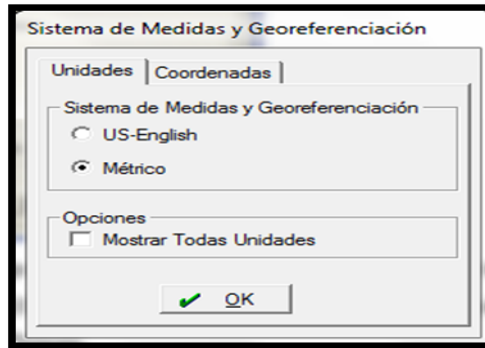 Sistema de Medidas y Georeferenciación
Unidades Coordenadas
Sistema de Medidas y Georeferenciación
US-English
Métrico
Opciones
Mostrar Todas Unidades
OK